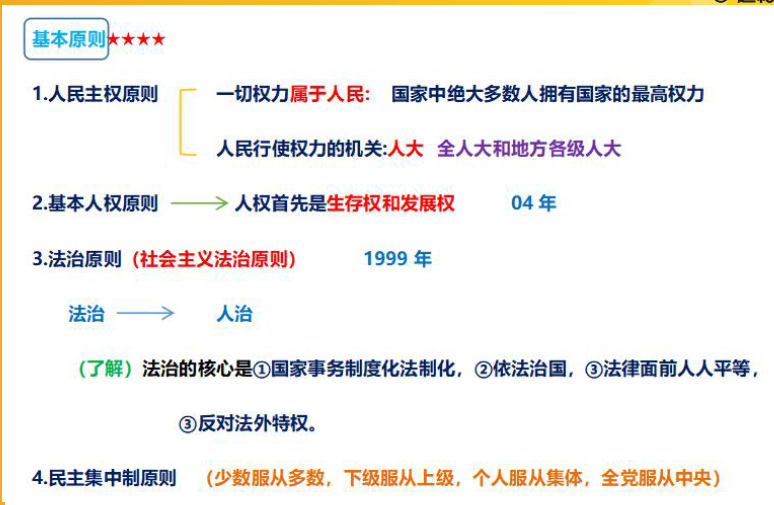 基本原则★★★★
1.人民主权原则 一切权力属于人民: 国家中绝大多数人拥有国家的最高权力
人民行使权力的机关:人大 全人大和地方各级人大
2.基本人权原则 人权首先是生存权和发展权 04 年
3.法治原则（社会主义法治原则） 1999 年
法治 人治
（了解）法治的核心是①国家事务制度化法制化，②依法治国，③法律面前人人平等，
③反对法外特权。
4.民主集中制原则 （少数服从多数，下级服从上级，个人服从集体，全党服从中央）